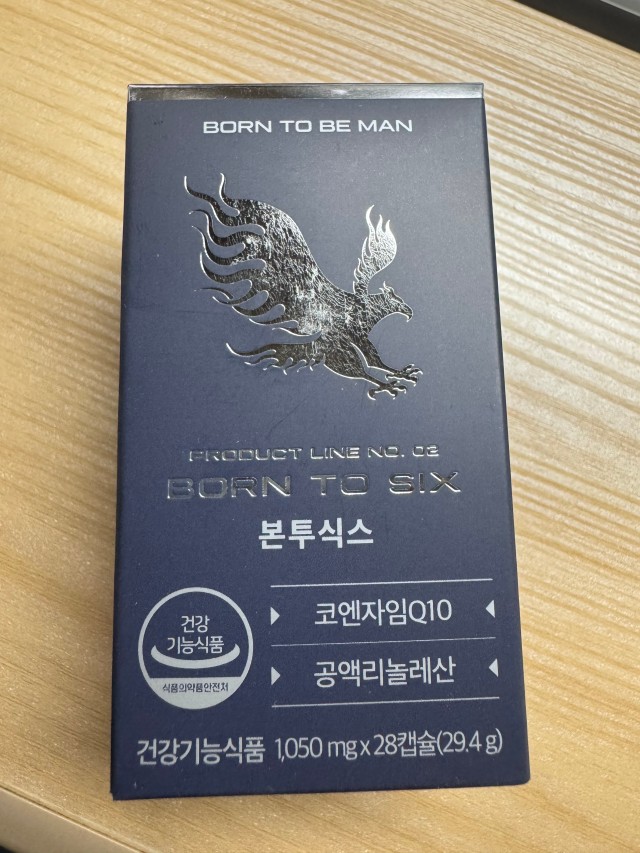 BORN TO BE MAN
PRODUCT LINE NO. 02
BORN TO SIX
본투식스
건강
기능식품
식품의약품안전처
코엔자임Q10
공액리놀레산
건강기능식품 1,050 mg x 28캡슐(29.4 g)